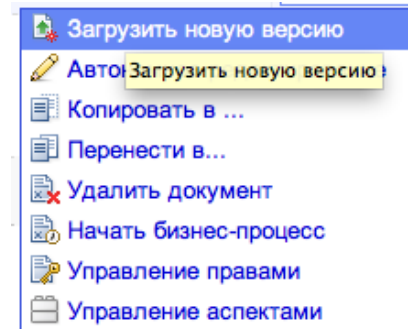 Загрузить новую версию
Авто
Загрузить новую версию
Копировать в ...
Перенести в...
Удалить документ
Начать бизнес-процесс
Управление правами
Управление аспектами